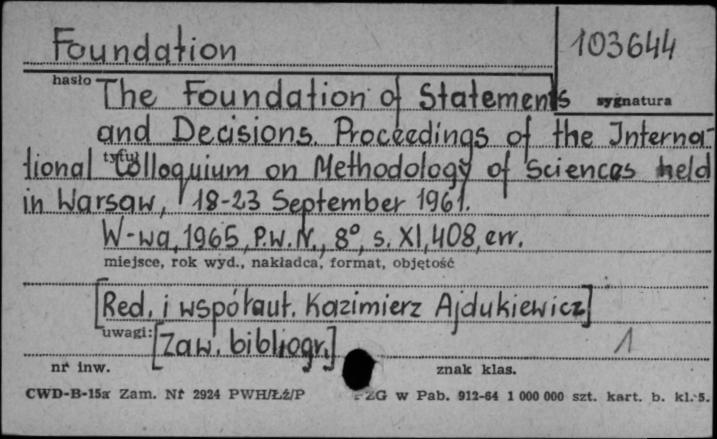 Foundation 103644
hasło
The Foundation of Statements sygnatura
and Decisions. Proceedings of the Interna-
tional tytuł Colloquium on Methodology of Sciences held
in Warsaw, 18-23 September 1961.
W-wa, 1965, P.W.N., 8°, s. XI, 408, err.
miejsce, rok wyd., nakładca, format, objętość
[Red. i współaut. Kazimierz Ajdukiewicz]
uwagi: [Zaw. bibliogr.] 1
nr inw. znak klas.
CWD-B-15a Zam. Nr 2924 PWH/Łż/P PZG w Pab. 912-64 1 000 000 szt. kart. b. kl. 5.